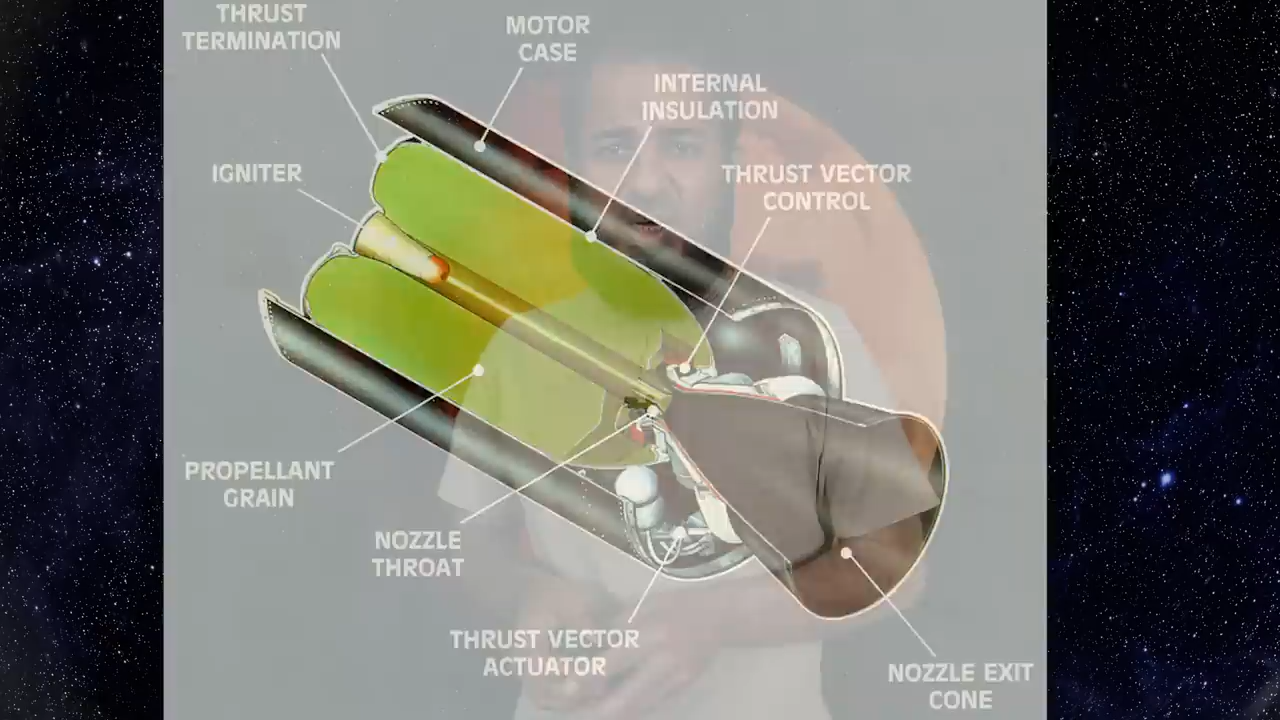 THRUST
TERMINATION
MOTOR
CASE
INTERNAL
INSULATION
IGNITER
THRUST VECTOR
CONTROL
PROPELLANT
GRAIN
NOZZLE
THROAT
THRUST VECTOR
ACTUATOR
NOZZLE EXIT
CONE